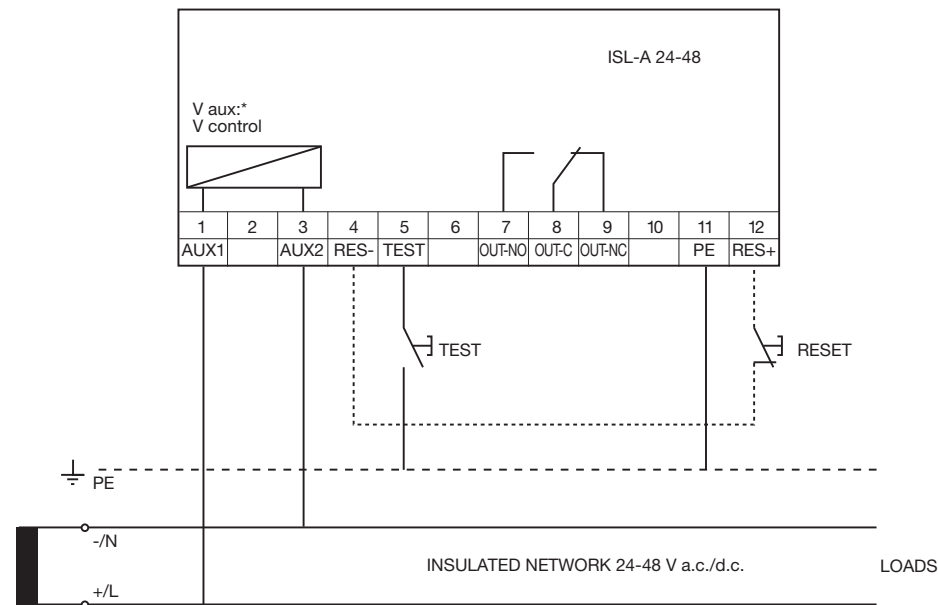 ISL-A 24-48
V aux:*
V control
1 2 3 4 5 6 7 8 9 10 11 12
AUX1 AUX2 RES- TEST OUT-NO OUT-C OUT-NC PE RES+
TEST
RESET
PE
-/N
INSULATED NETWORK 24-48 V a.c./d.c.
LOADS
+/L